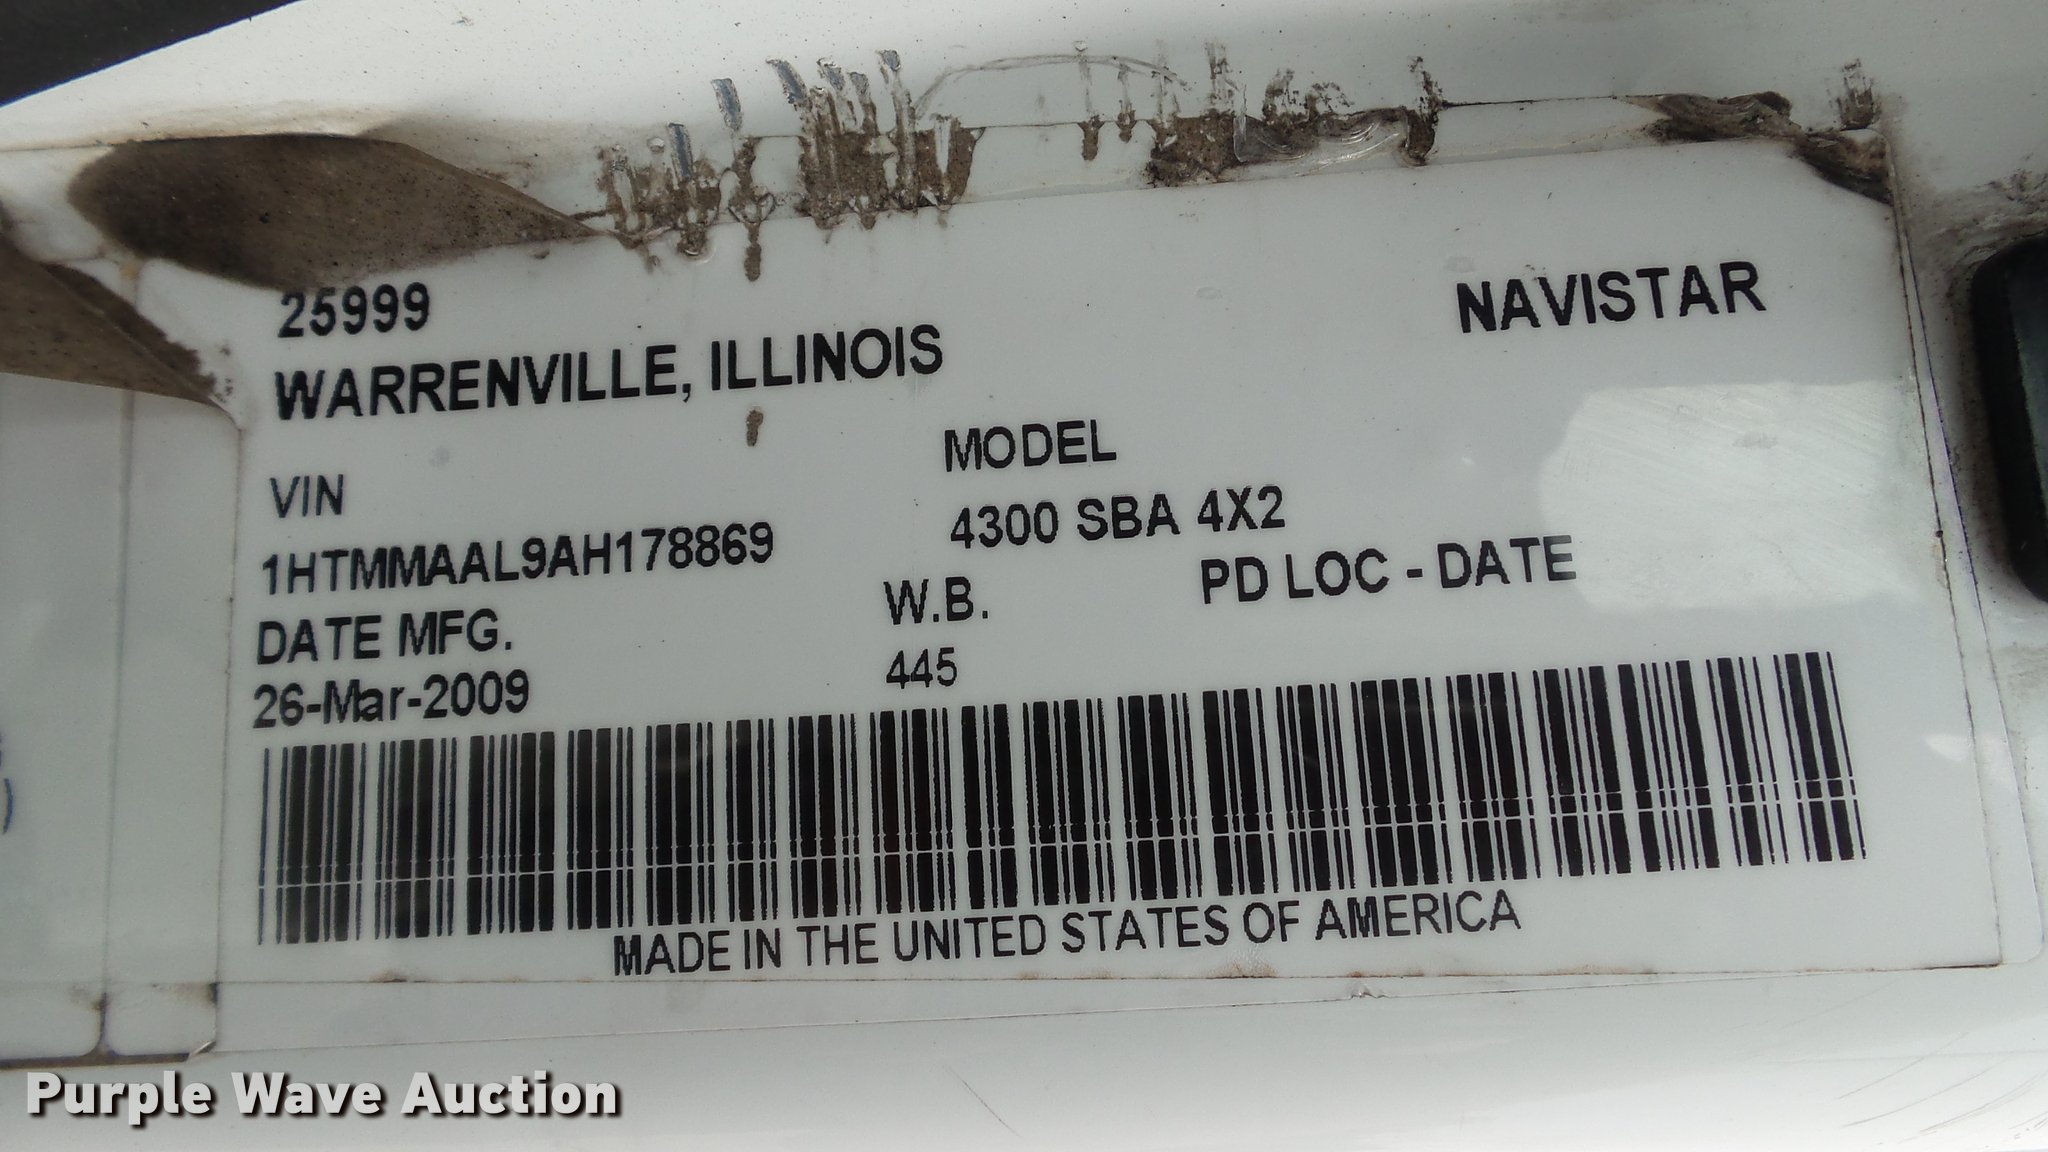 25999
NAVISTAR
WARRENVILLE, ILLINOIS
VIN
MODEL
1HTMMAAL9AH178869
4300 SBA 4X2
DATE MFG.
W.B.
PD LOC - DATE
26-Mar-2009
445
MADE IN THE UNITED STATES OF AMERICA
Purple Wave Auction